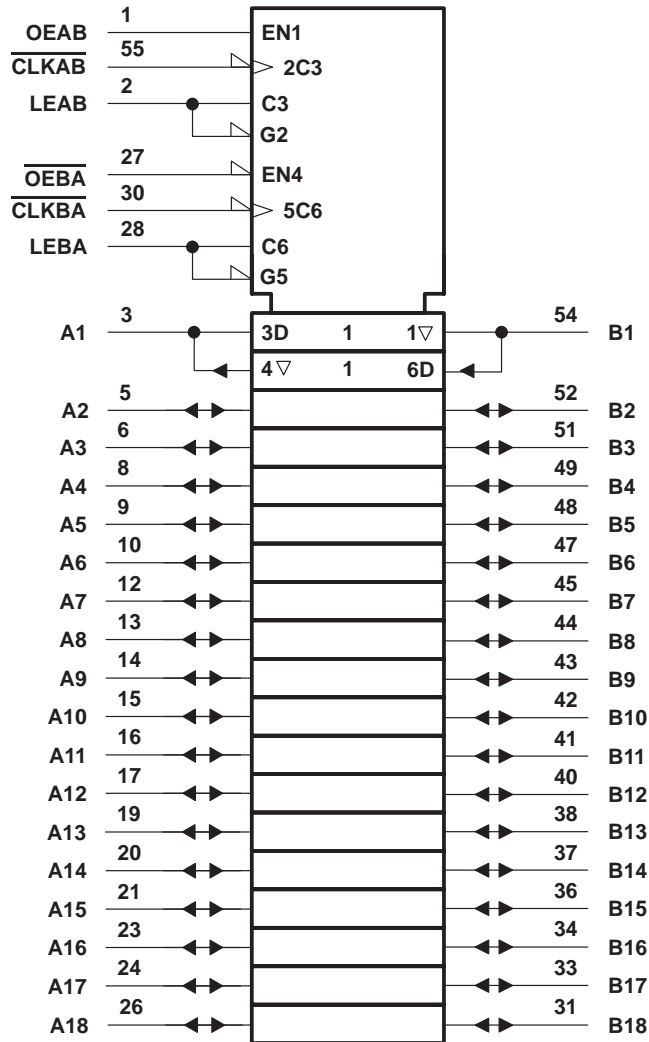 1
OEAB EN1
55
CLKAB 2C3
2
LEAB C3
G2
27
OEBA EN4
30
CLKBA 5C6
28
LEBA C6
G5
3 54
A1 3D 1 1▽ B1
4▽ 1 6D
5 52
A2 B2
6 51
A3 B3
8 49
A4 B4
9 48
A5 B5
10 47
A6 B6
12 45
A7 B7
13 44
A8 B8
14 43
A9 B9
15 42
A10 B10
16 41
A11 B11
17 40
A12 B12
19 38
A13 B13
20 37
A14 B14
21 36
A15 B15
23 34
A16 B16
24 33
A17 B17
26 31
A18 B18